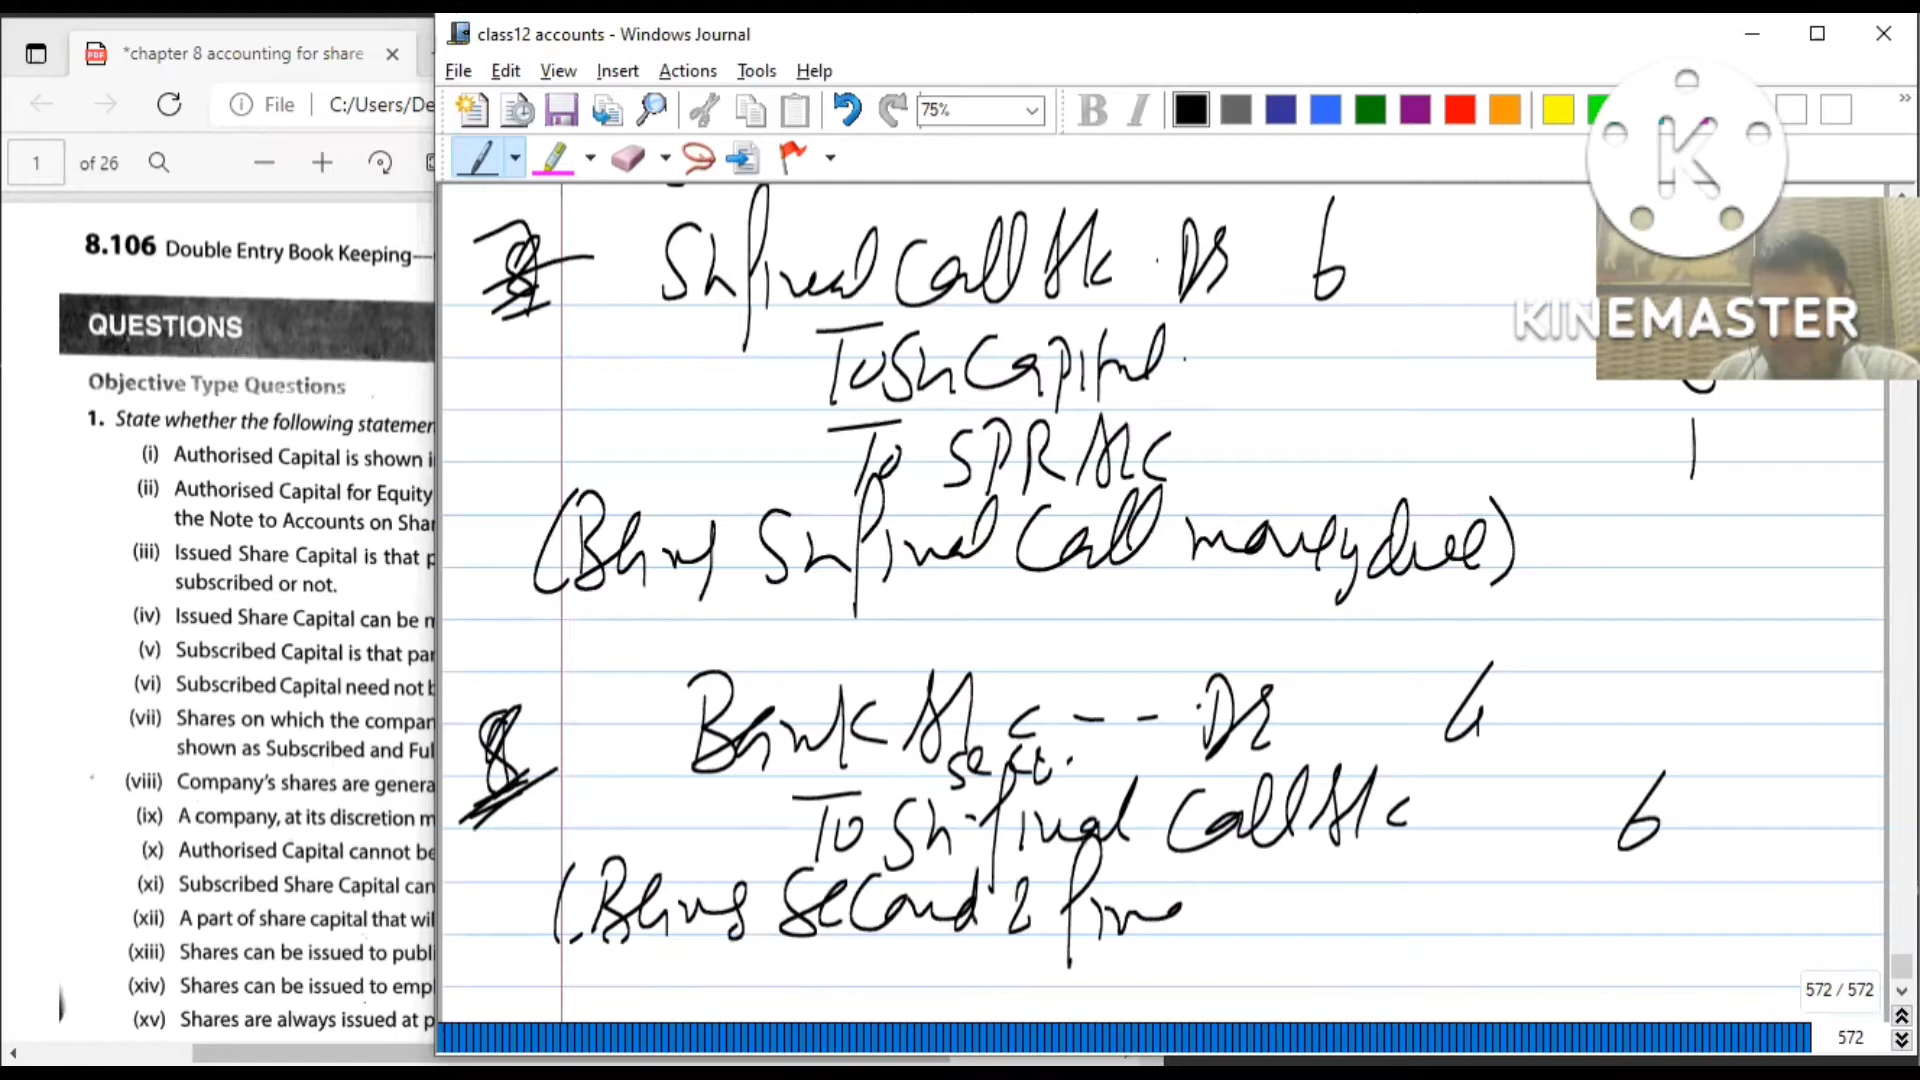 class12 accounts - Windows Journal
*chapter 8 accounting for share
File Edit View Insert Actions Tools Help
File C:/Users/De
75%
B I
1 of 26
K
KINEMASTER
8.106 Double Entry Book Keeping—
QUESTIONS
Objective Type Questions
1. State whether the following statemen
(i) Authorised Capital is shown i
(ii) Authorised Capital for Equity
the Note to Accounts on Shar
(iii) Issued Share Capital is that p
subscribed or not.
(iv) Issued Share Capital can be m
(v) Subscribed Capital is that par
(vi) Subscribed Capital need not b
(vii) Shares on which the compan
shown as Subscribed and Ful
(viii) Company's shares are genera
(ix) A company, at its discretion m
(x) Authorised Capital cannot be
(xi) Subscribed Share Capital can
(xii) A part of share capital that wil
(xiii) Shares can be issued to publi
(xiv) Shares can be issued to empl
(xv) Shares are always issued at p
Sh final Call A/c . DR 6
To Sh Capital
To SPR A/c 1
(Being Sh final Call money due)
8 Bank A/c - - . DR 6
To Sh. final Call A/c 6
(Being Second & fina
572 / 572
572